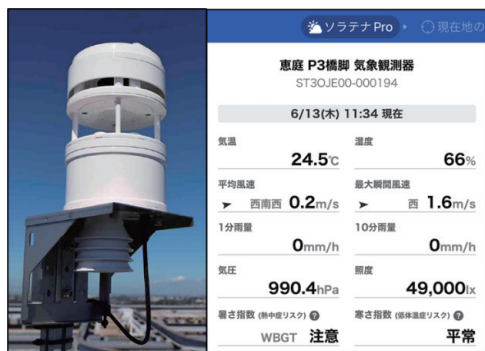 ソラテナPro
現在地の
恵庭 P3橋脚 気象観測器
ST3OJE00-000194
6/13(木) 11:34 現在
気温 湿度
24.5℃ 66%
平均風速 最大瞬間風速
西南西 0.2m/s 西 1.6m/s
1分雨量 10分雨量
0mm/h 0mm/h
気圧 照度
990.4hPa 49,000lx
暑さ指数 (熱中症リスク) ? 寒さ指数 (低体温症リスク) ?
WBGT 注意 平常